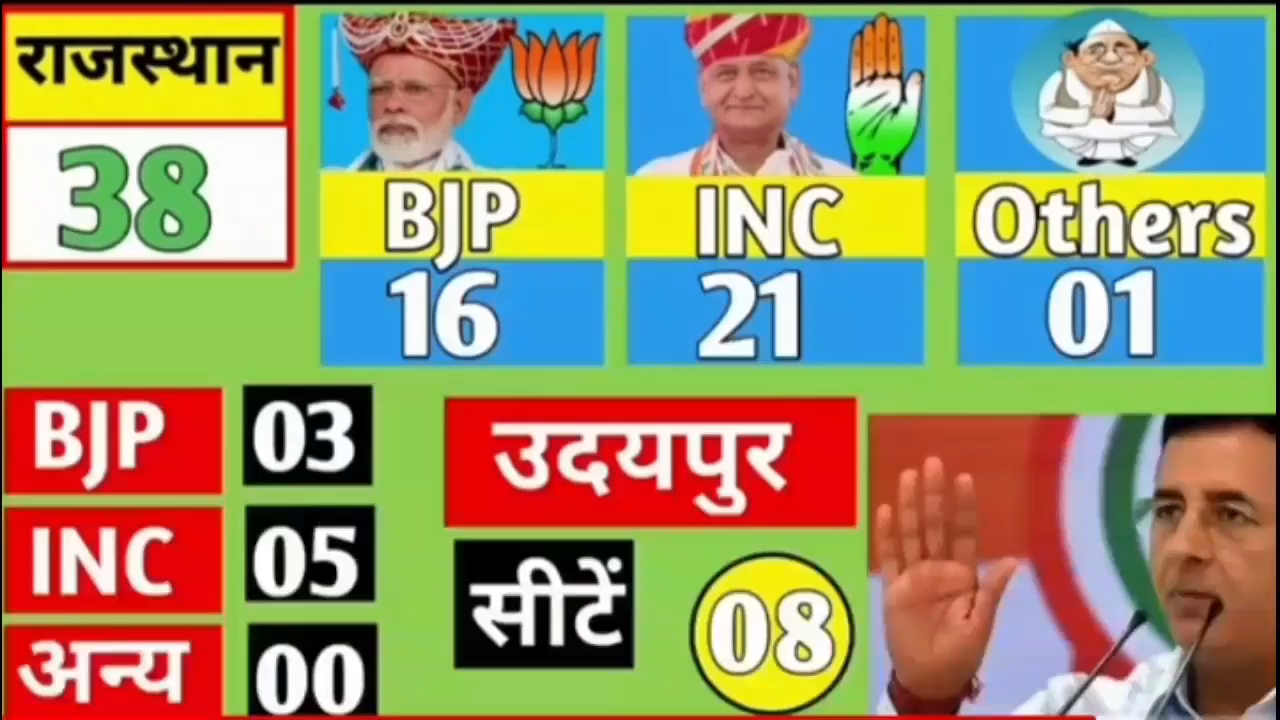 राजस्थान
38
BJP
16
INC
21
Others
01
BJP 03
INC 05
अन्य 00
उदयपुर
सीटें 08